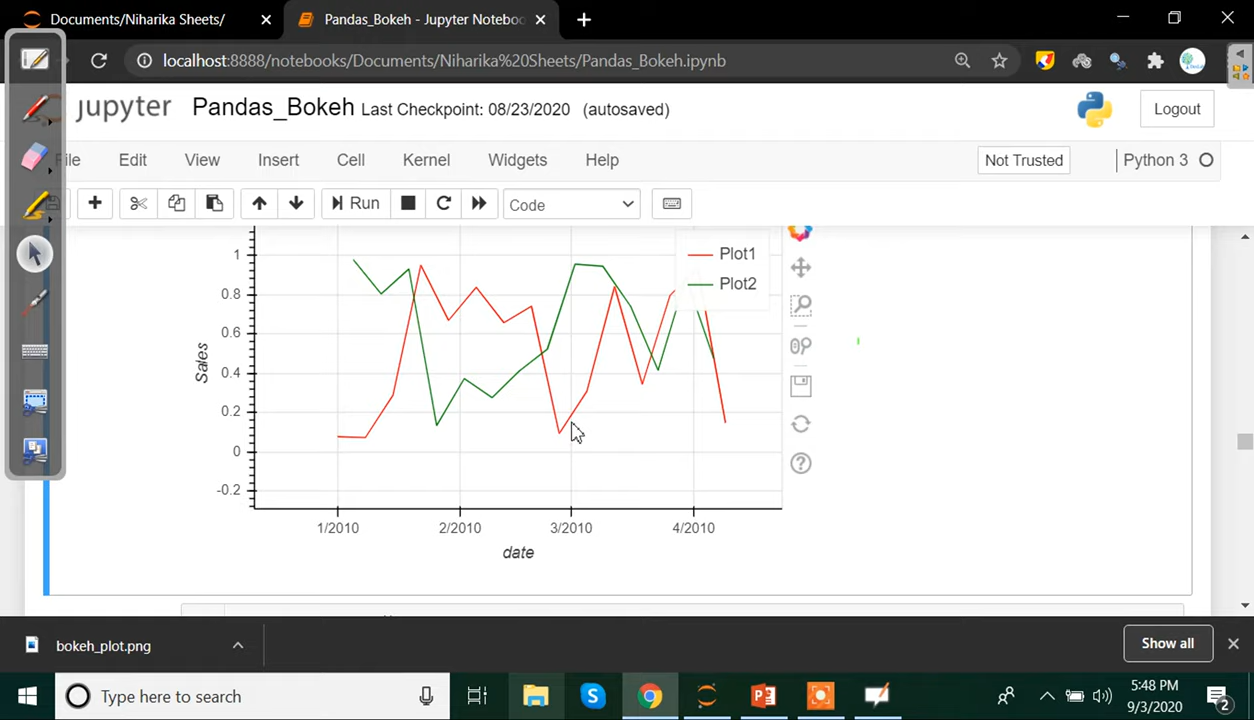 Documents/Niharika Sheets/
Pandas_Bokeh - Jupyter Noteboo
localhost:8888/notebooks/Documents/Niharika%20Sheets/Pandas_Bokeh.ipynb
jupyter Pandas_Bokeh Last Checkpoint: 08/23/2020 (autosaved)
Logout
File Edit View Insert Cell Kernel Widgets Help
Not Trusted
Python 3
Run
Code
Plot1
Plot2
1
0.8
0.6
0.4
0.2
0
-0.2
Sales
1/2010 2/2010 3/2010 4/2010
date
bokeh_plot.png
Show all
Type here to search
5:48 PM
9/3/2020
2